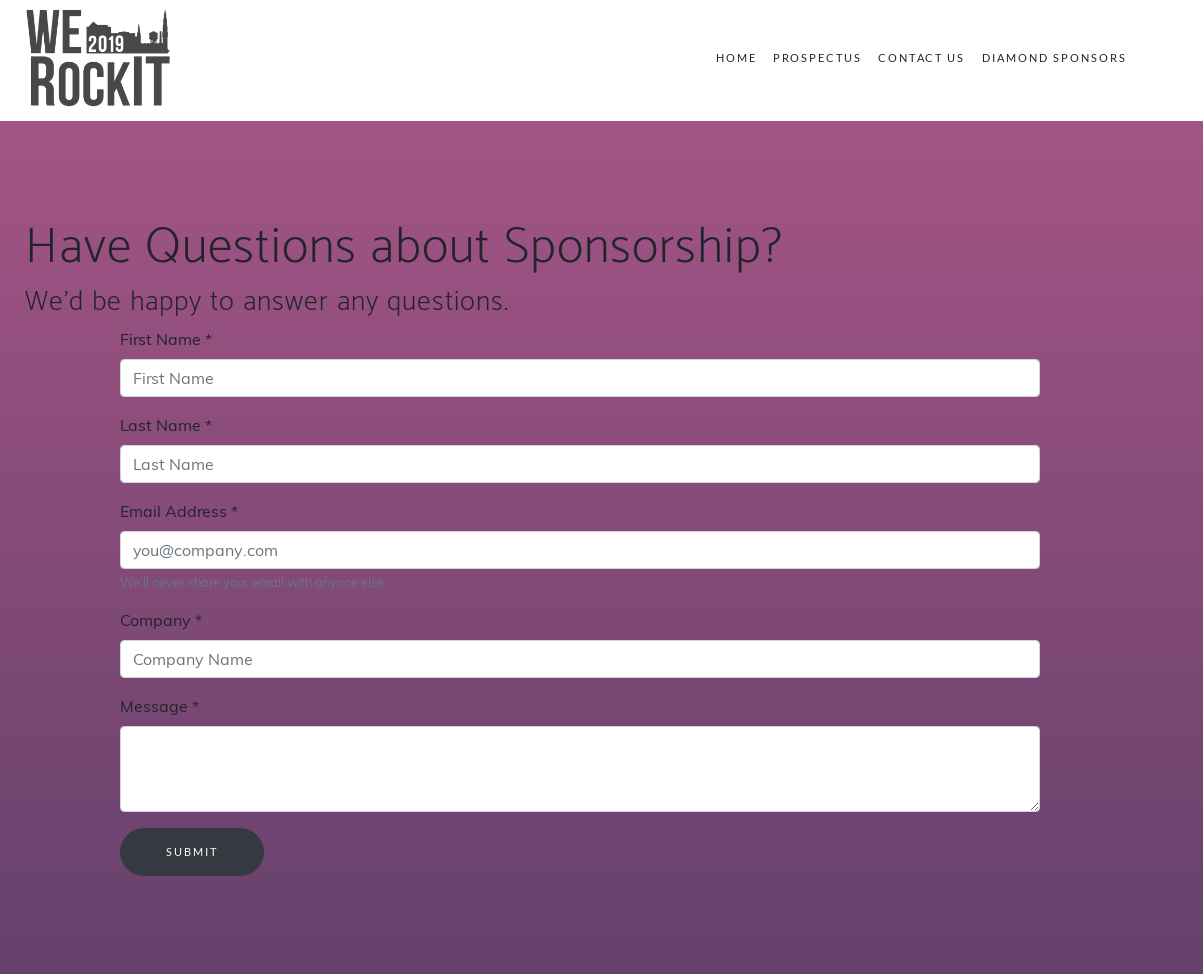 WE
2019
ROCKIT
HOME PROSPECTUS CONTACT US DIAMOND SPONSORS
Have Questions about Sponsorship?
We'd be happy to answer any questions.
First Name *
First Name
Last Name *
Last Name
Email Address *
you@company.com
We'll never share your email with anyone else.
Company *
Company Name
Message *
SUBMIT